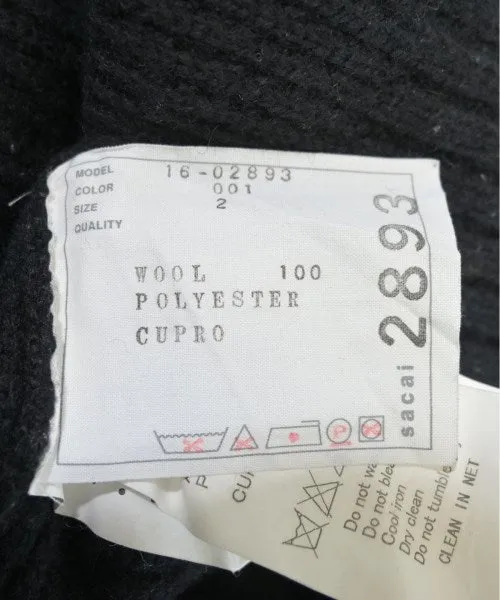 MODEL 16-02893
COLOR 001
SIZE 2
QUALITY
WOOL 100
POLYESTER
CUPRO
sacai 2893
P
CU
Do not
Do not
Cool iron
Dry clean
Do not tumble
CLEAN IN NET